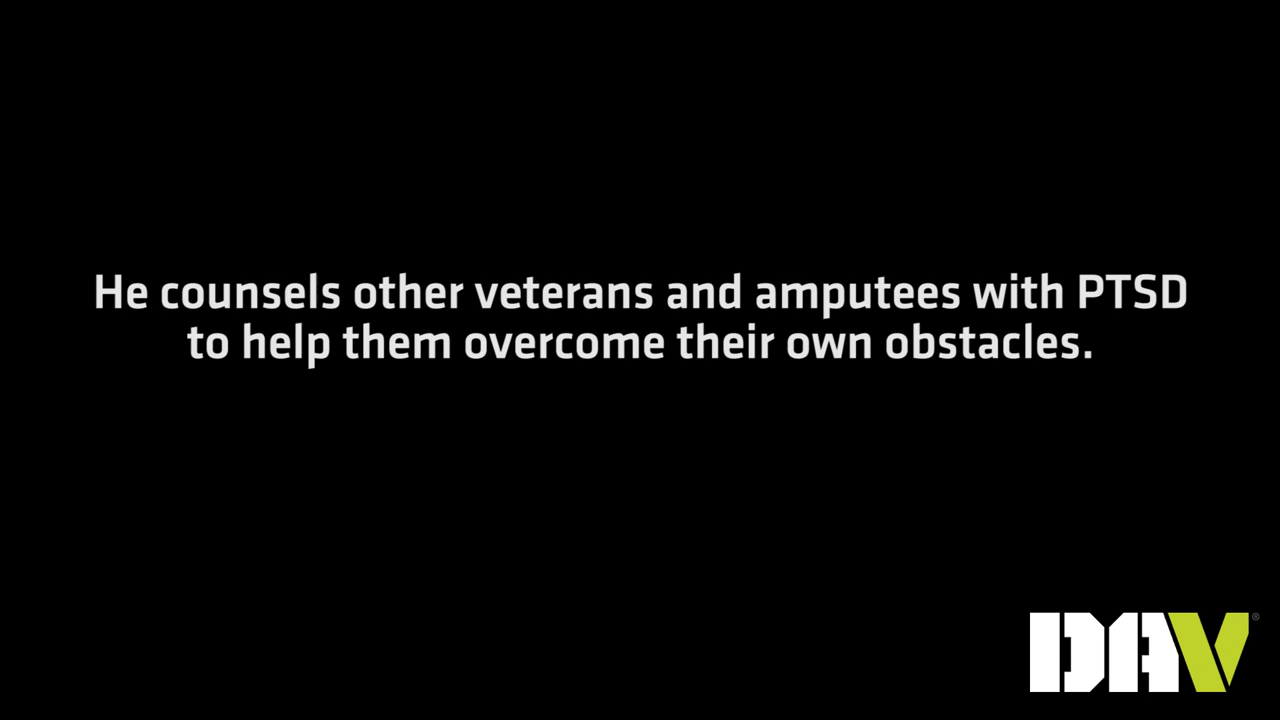 He counsels other veterans and amputees with PTSD
to help them overcome their own obstacles.
DAV®